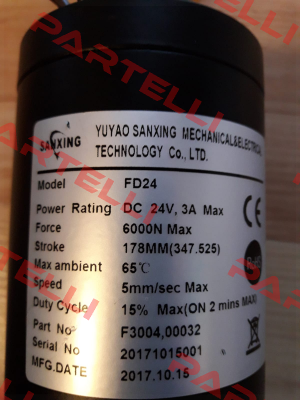 PARTELLI
SANXING
YUYAO SANXING MECHANICAL&ELECTRICAL
TECHNOLOGY Co., LTD.
Model FD24
Power Rating DC 24V, 3A Max
Force 6000N Max
Stroke 178MM(347.525)
Max ambient 65℃
Speed 5mm/sec Max
Duty Cycle 15% Max(ON 2 mins MAX)
Part No F3004,00032
Serial No 20171015001
MFG.DATE 2017.10.15
CE
PARTELLI
PARTELLI